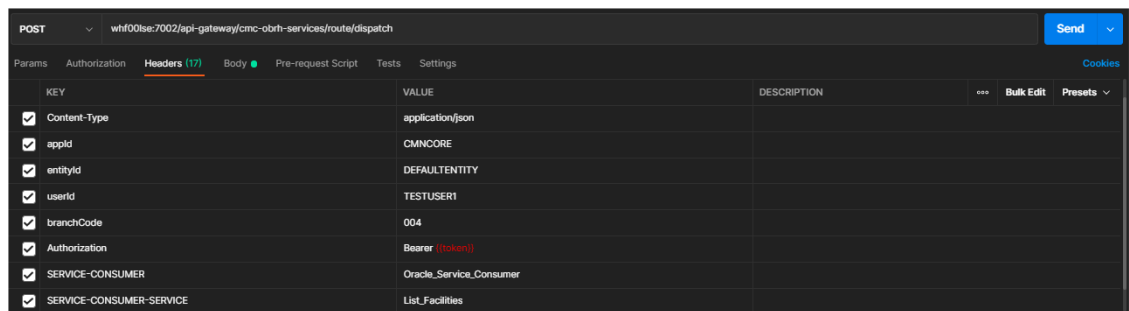 POST whf00lse:7002/api-gateway/cmc-obrh-services/route/dispatch Send
Params Authorization Headers (17) Body Pre-request Script Tests Settings Cookies
KEY VALUE DESCRIPTION ooo Bulk Edit Presets
Content-Type application/json
appId CMNCORE
entityId DEFAULTENTITY
userId TESTUSER1
branchCode 004
Authorization Bearer {{token}}
SERVICE-CONSUMER Oracle_Service_Consumer
SERVICE-CONSUMER-SERVICE List_Facilities